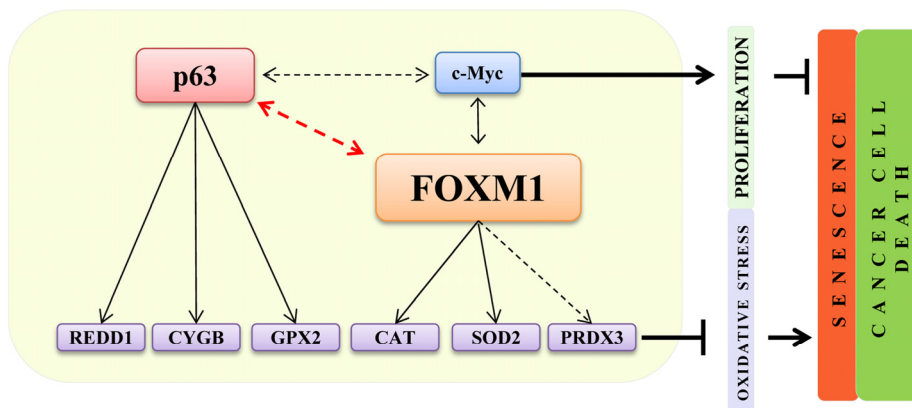 p63
c-Myc
FOXM1
REDD1
CYGB
GPX2
CAT
SOD2
PRDX3
PROLIFERATION
OXIDATIVE STRESS
SENESCENCE
CANCER CELL
DEATH